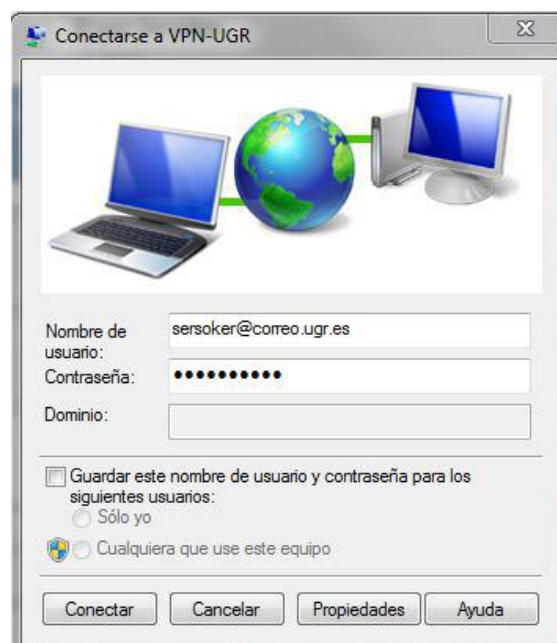 Conectarse a VPN-UGR
Nombre de
usuario:
sersoker@correo.ugr.es
Contraseña:
••••••••••
Dominio:
Guardar este nombre de usuario y contraseña para los
siguientes usuarios:
Sólo yo
Cualquiera que use este equipo
Conectar Cancelar Propiedades Ayuda